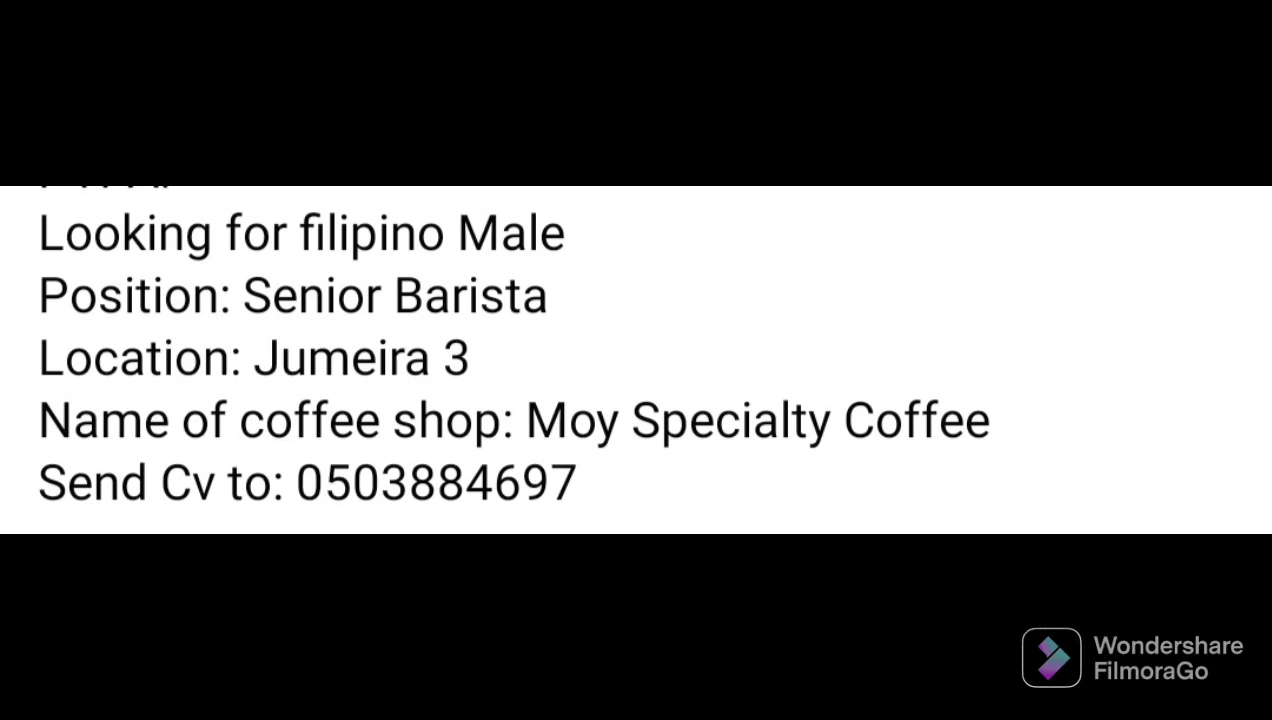 Looking for filipino Male
Position: Senior Barista
Location: Jumeira 3
Name of coffee shop: Moy Specialty Coffee
Send Cv to: 0503884697
Wondershare
FilmoraGo